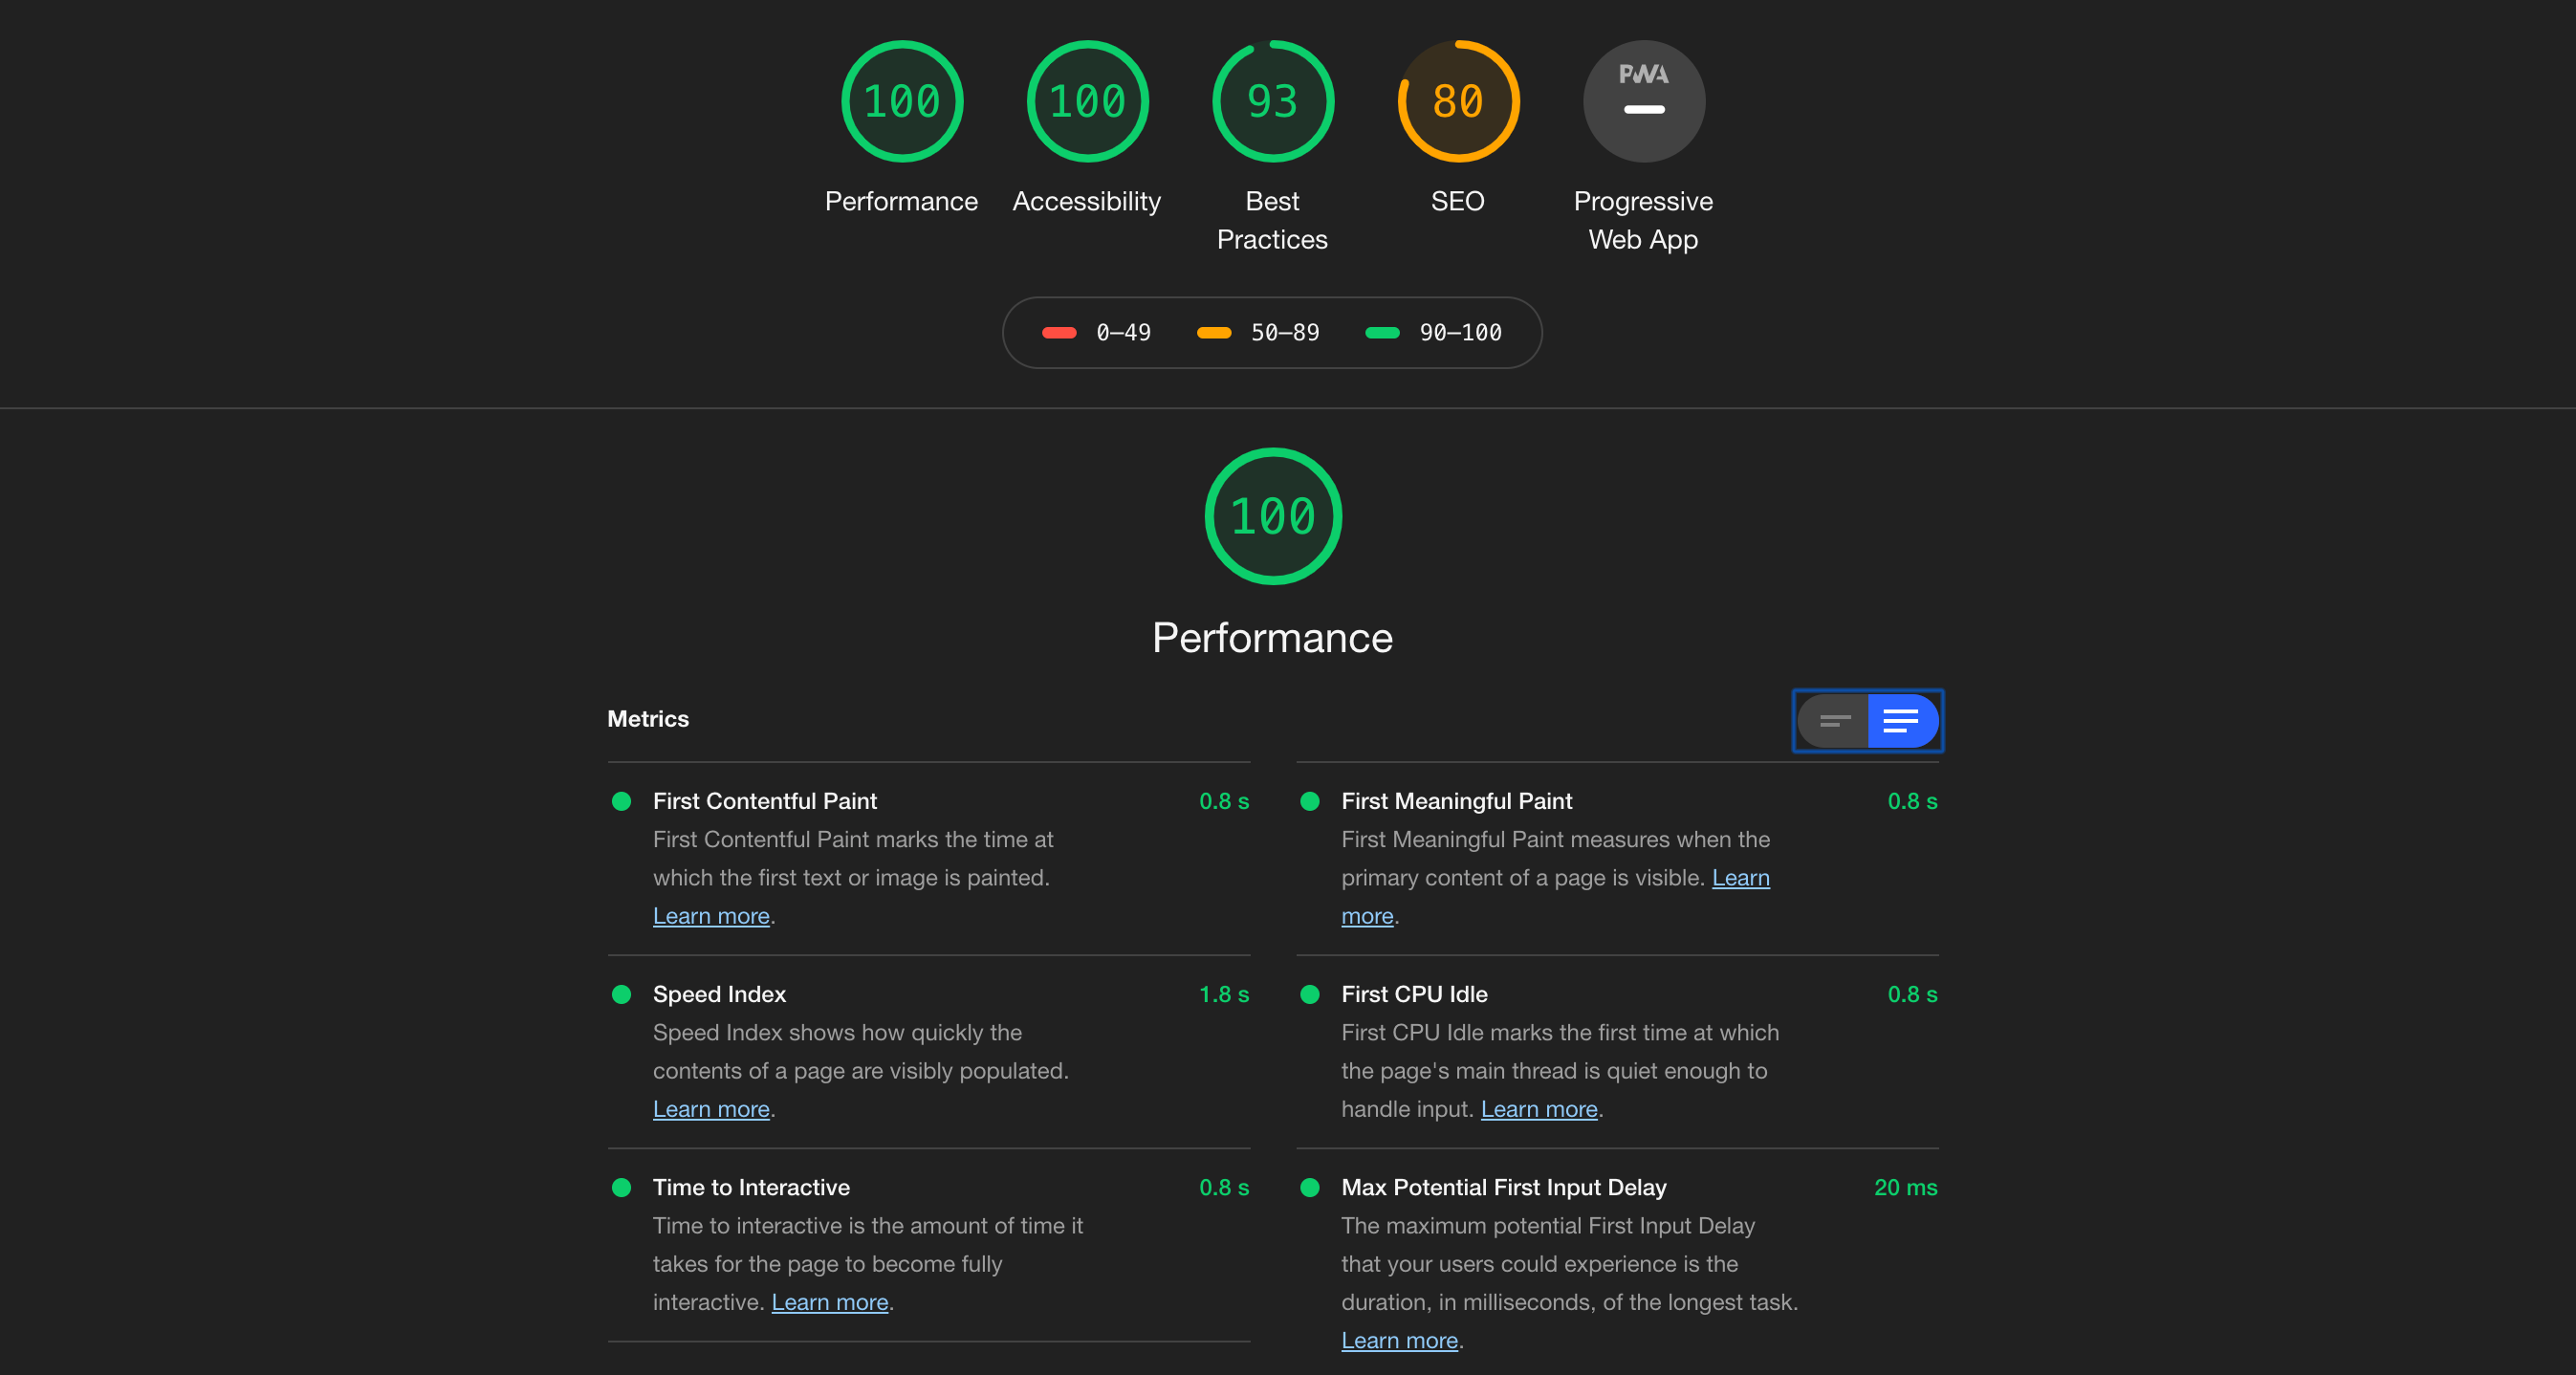 100
100
93
80
PWA
Performance
Accessibility
Best
Practices
SEO
Progressive
Web App
0–49
50–89
90–100
100
Performance
Metrics
First Contentful Paint
0.8 s
First Contentful Paint marks the time at
which the first text or image is painted.
Learn more.
First Meaningful Paint
0.8 s
First Meaningful Paint measures when the
primary content of a page is visible. Learn
more.
Speed Index
1.8 s
Speed Index shows how quickly the
contents of a page are visibly populated.
Learn more.
First CPU Idle
0.8 s
First CPU Idle marks the first time at which
the page's main thread is quiet enough to
handle input. Learn more.
Time to Interactive
0.8 s
Time to interactive is the amount of time it
takes for the page to become fully
interactive. Learn more.
Max Potential First Input Delay
20 ms
The maximum potential First Input Delay
that your users could experience is the
duration, in milliseconds, of the longest task.
Learn more.